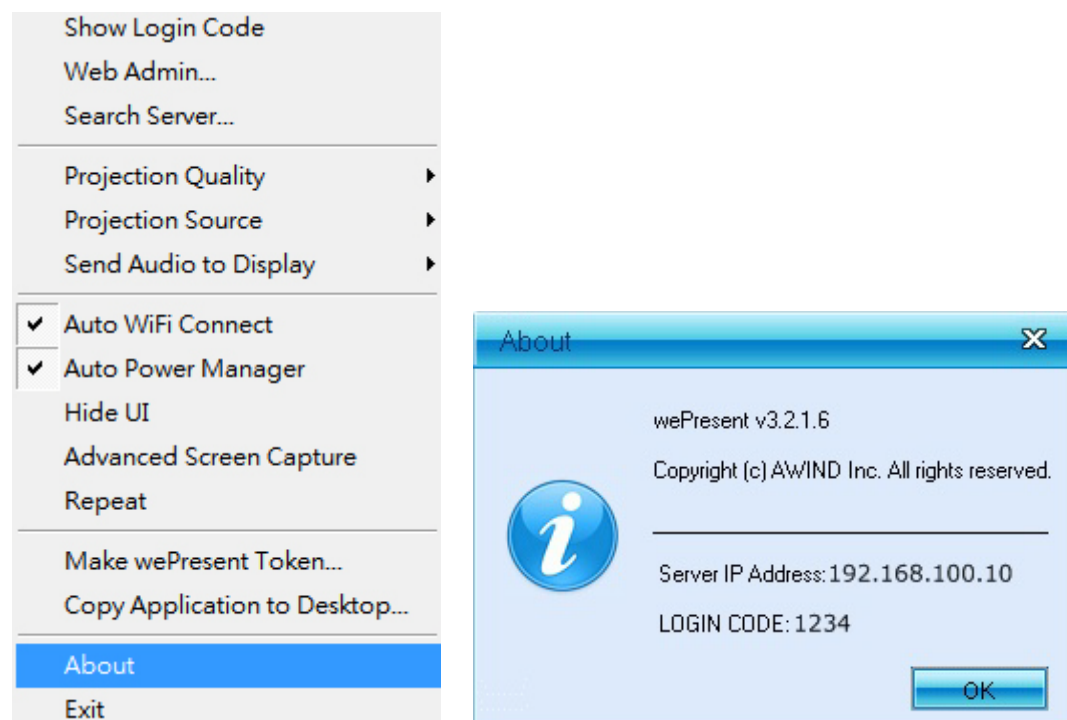 Show Login Code
Web Admin...
Search Server...
Projection Quality
Projection Source
Send Audio to Display
Auto WiFi Connect
Auto Power Manager
Hide UI
Advanced Screen Capture
Repeat
Make wePresent Token...
Copy Application to Desktop...
About
Exit
About
wePresent v3.2.1.6
Copyright (c) AWIND Inc. All rights reserved.
Server IP Address: 192.168.100.10
LOGIN CODE: 1234
OK